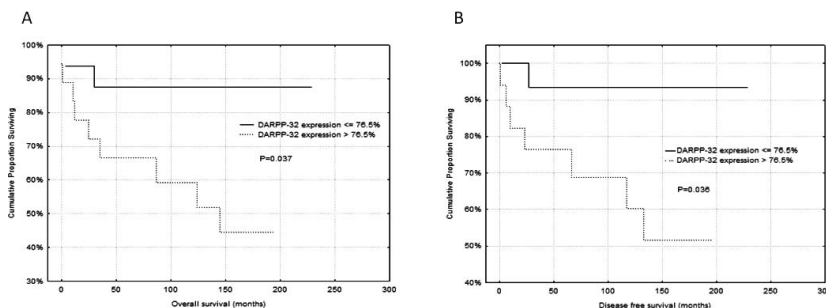 A
100%
90%
80%
70%
60%
50%
40%
30%
Cumulative Proportion Surviving
DARPP-32 expression <= 76.5%
DARPP-32 expression > 76.5%
P=0.037
0 50 100 150 200 250 300
Overall survival (months)
B
110%
100%
90%
80%
70%
60%
50%
40%
Cumulative Proportion Surviving
DARPP-32 expression <= 76.5%
DARPP-32 expression > 76.5%
P=0.036
0 50 100 150 200 250
Disease free survival (months)